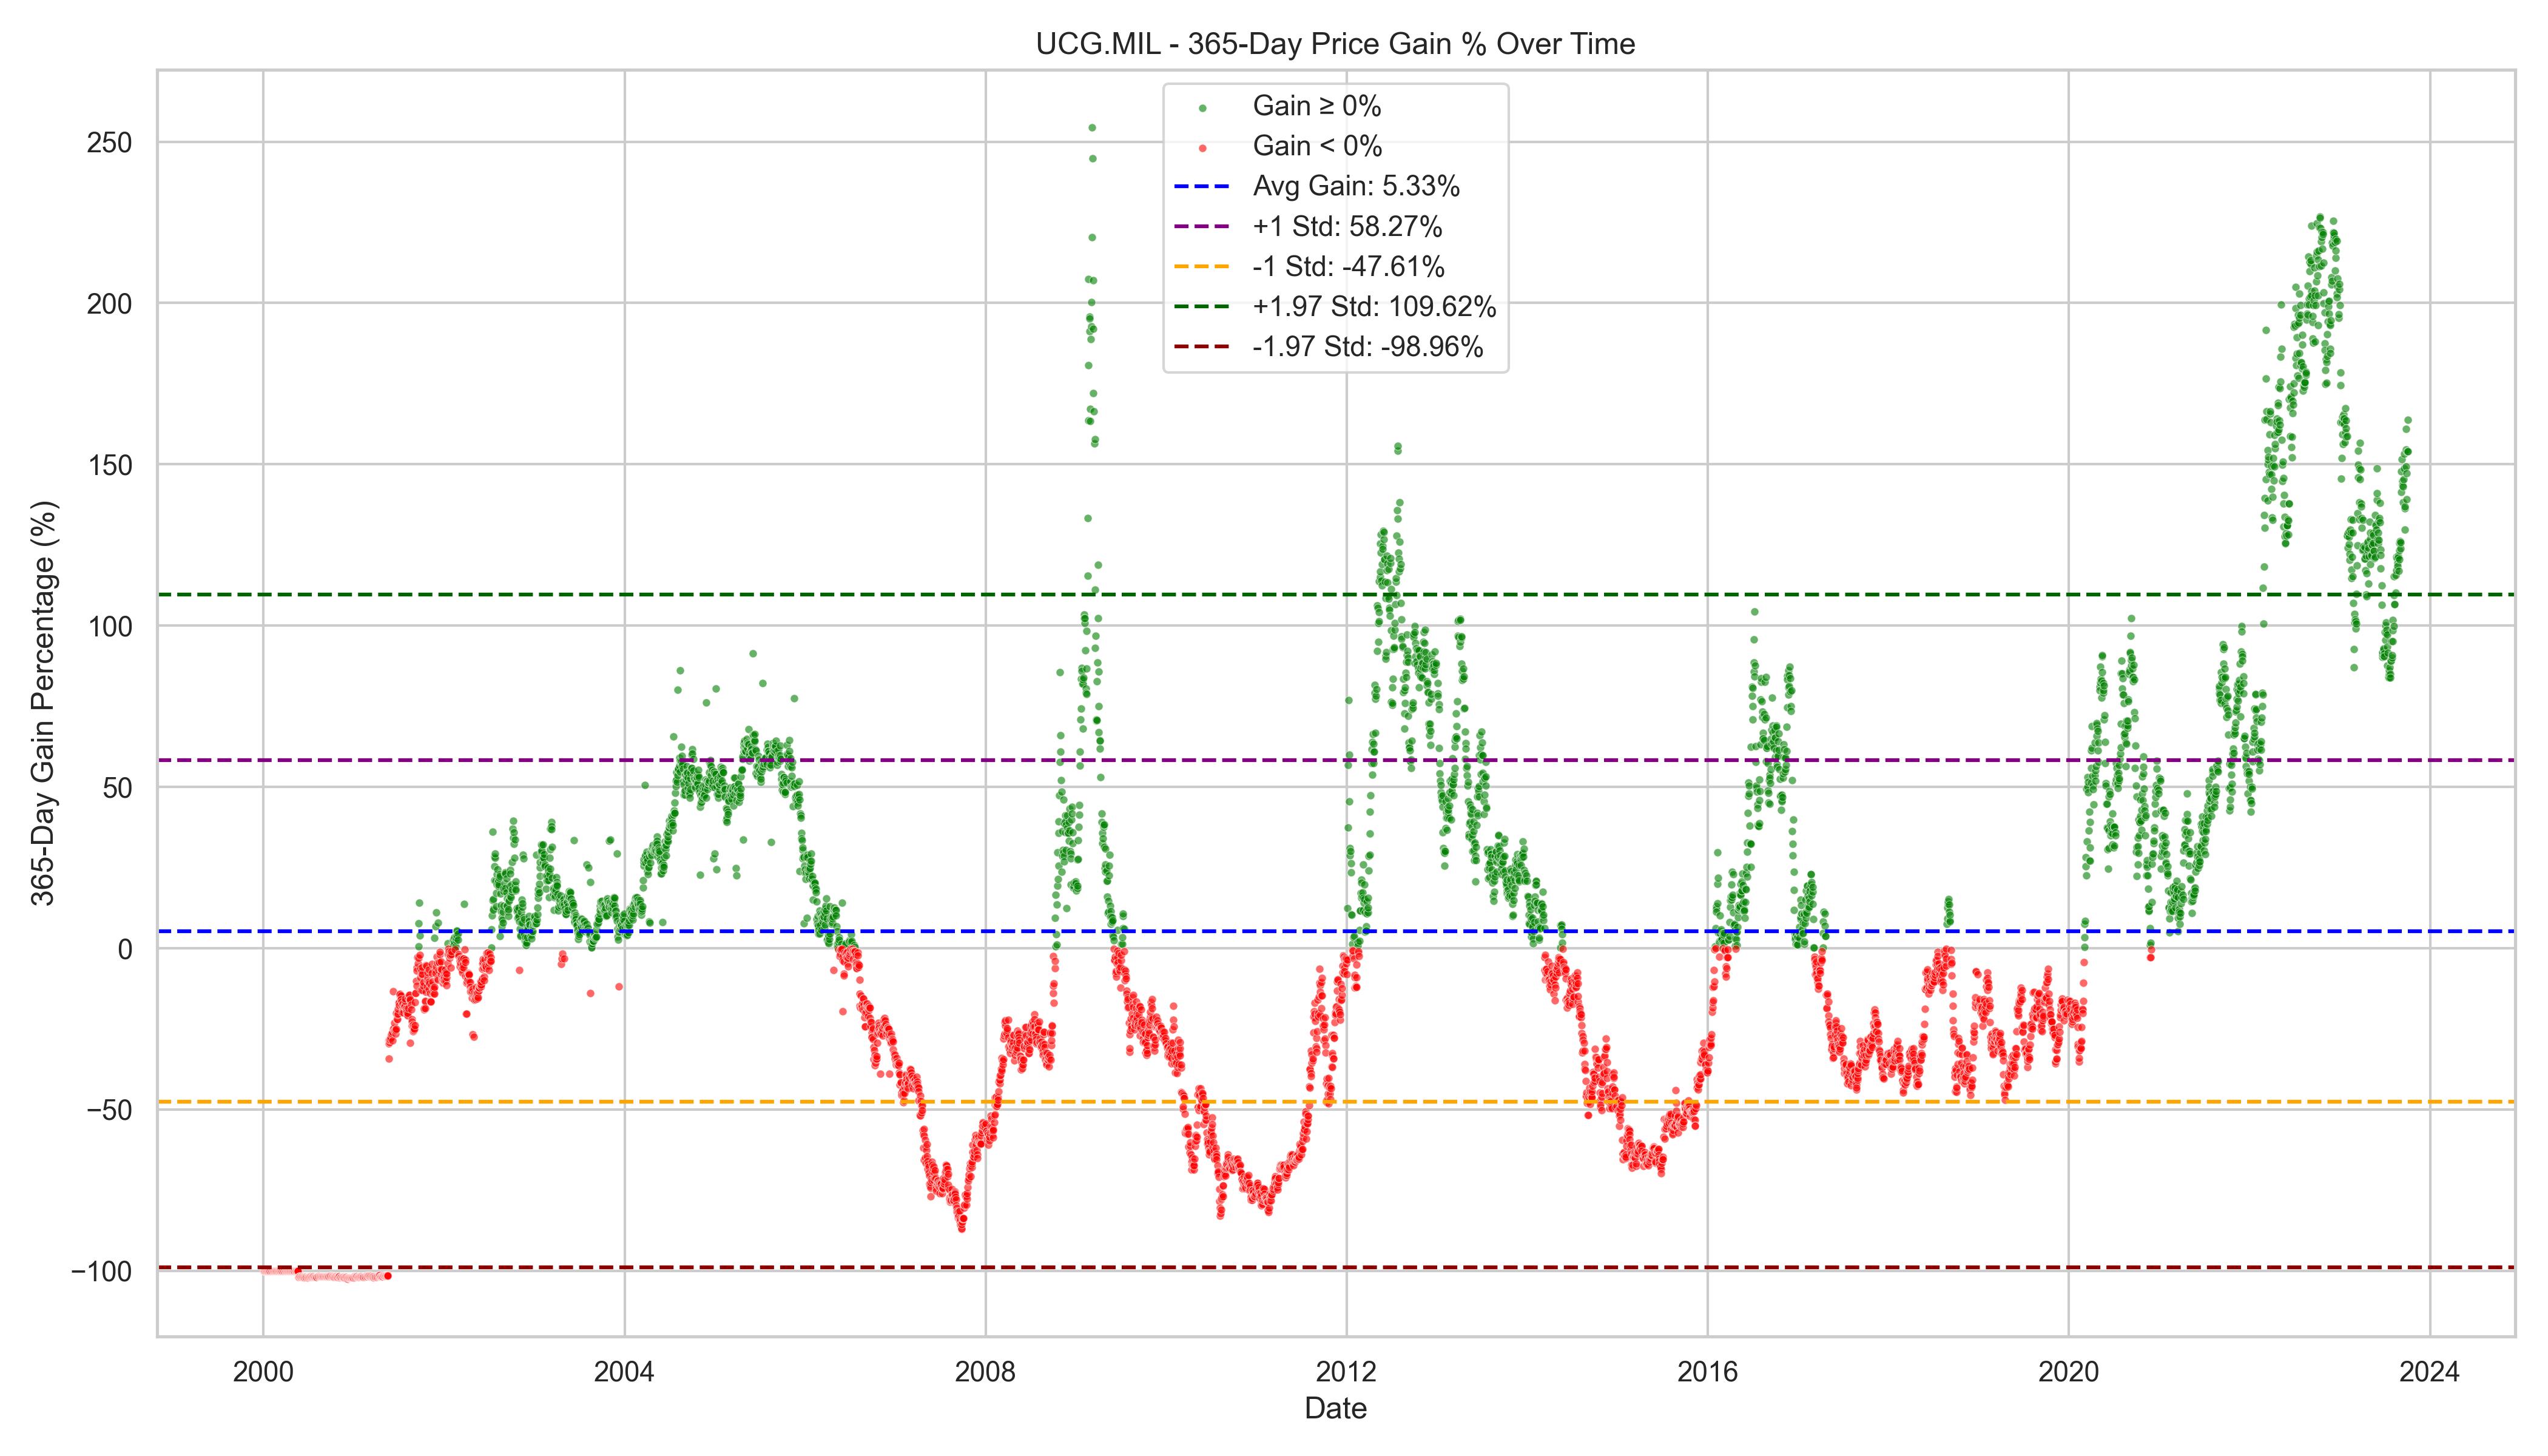 UCG.MIL - 365-Day Price Gain % Over Time
Gain ≥ 0%
Gain < 0%
Avg Gain: 5.33%
+1 Std: 58.27%
-1 Std: -47.61%
+1.97 Std: 109.62%
-1.97 Std: -98.96%
365-Day Gain Percentage (%)
250
200
150
100
50
0
−50
−100
2000 2004 2008 2012 2016 2020 2024
Date